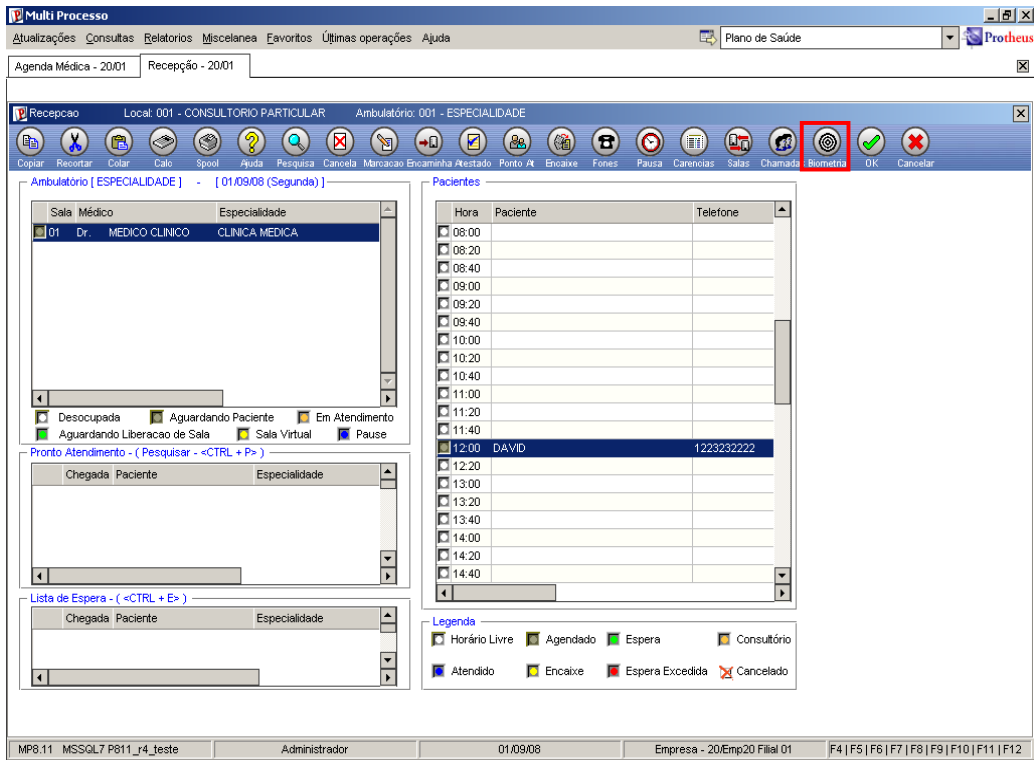 Multi Processo
Atualizações Consultas Relatorios Miscelanea Favoritos Últimas operações Ajuda Plano de Saúde Protheus
Agenda Médica - 20/01 Recepção - 20/01
Recepcao Local: 001 - CONSULTORIO PARTICULAR Ambulatório: 001 - ESPECIALIDADE
Copiar Recortar Colar Calc Spool Ajuda Pesquisa Cancela Marcacao Encaminha Atestado Ponto At Encaixe Fones Pausa Carencias Salas Chamadas Biometria OK Cancelar
Ambulatório [ ESPECIALIDADE ] - [ 01/09/08 (Segunda) ]
Sala Médico Especialidade
01 Dr. MEDICO CLINICO CLINICA MEDICA
Desocupada Aguardando Paciente Em Atendimento
Aguardando Liberacao de Sala Sala Virtual Pause
Pronto Atendimento - ( Pesquisar - <CTRL + P> )
Chegada Paciente Especialidade
Lista de Espera - ( <CTRL + E> )
Chegada Paciente Especialidade
Pacientes
Hora Paciente Telefone
08:00
08:20
08:40
09:00
09:20
09:40
10:00
10:20
10:40
11:00
11:20
11:40
12:00 DAVID 1223232222
12:20
13:00
13:20
13:40
14:00
14:20
14:40
Legenda
Horário Livre Agendado Espera Consultório
Atendido Encaixe Espera Excedida Cancelado
MP8.11 MSSQL7 P811_r4_teste Administrador 01/09/08 Empresa - 20/Emp20 Filial 01 F4 | F5 | F6 | F7 | F8 | F9 | F10 | F11 | F12